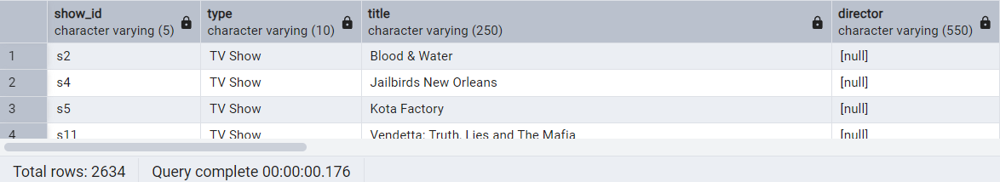 show_id type title director
character varying (5) character varying (10) character varying (250) character varying (550)
1 s2 TV Show Blood & Water [null]
2 s4 TV Show Jailbirds New Orleans [null]
3 s5 TV Show Kota Factory [null]
4 s11 TV Show Vendetta: Truth, Lies and The Mafia [null]
Total rows: 2634 Query complete 00:00:00.176